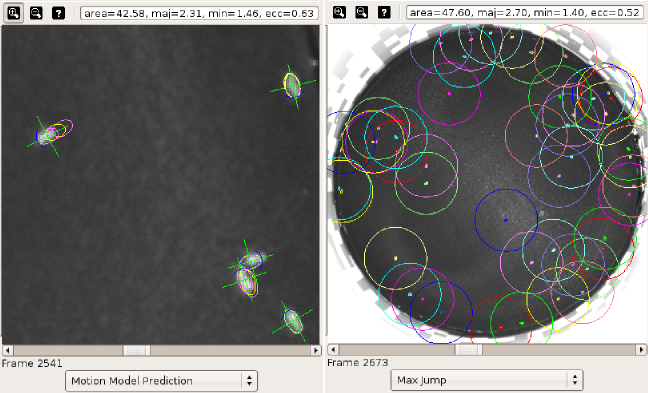 ? area=42.58, maj=2.31, min=1.46, ecc=0.63
? area=47.60, maj=2.70, min=1.40, ecc=0.52
Frame 2541
Frame 2673
Motion Model Prediction
Max Jump